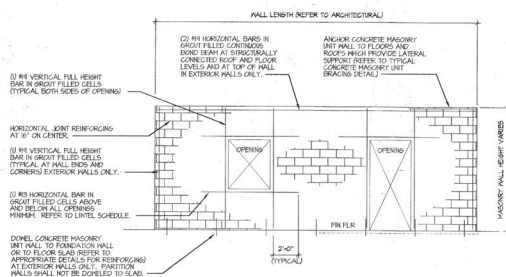 WALL LENGTH (REFER TO ARCHITECTURAL)
(2) #4 HORIZONTAL BARS IN
GROUT FILLED CONTINUOUS
BOND BEAM AT STRUCTURALLY
CONNECTED ROOF AND FLOOR
LEVELS AND AT TOP OF WALL
IN EXTERIOR WALLS ONLY.
ANCHOR CONCRETE MASONRY
UNIT WALL TO FLOORS AND
ROOFS WHICH PROVIDE LATERAL
SUPPORT (REFER TO TYPICAL
CONCRETE MASONRY UNIT
BRACING DETAIL)
(1) #4 VERTICAL FULL HEIGHT
BAR IN GROUT FILLED CELLS
(TYPICAL BOTH SIDES OF OPENING)
HORIZONTAL JOINT REINFORCING
AT 16" ON CENTER.
(1) #4 VERTICAL FULL HEIGHT
BAR IN GROUT FILLED CELLS
(TYPICAL AT WALL ENDS AND
CORNERS) EXTERIOR WALLS ONLY.
(1) #3 HORIZONTAL BAR IN
GROUT FILLED CELLS ABOVE
AND BELOW ALL OPENINGS
MINIMUM. REFER TO LINTEL SCHEDULE.
DOWEL CONCRETE MASONRY
UNIT WALL TO FOUNDATION WALL
OR TO FLOOR SLAB (REFER TO
APPROPRIATE DETAILS FOR REINFORCING)
AT EXTERIOR WALLS ONLY. PARTITION
WALLS SHALL NOT BE DOWELED TO SLAB.
OPENING
OPENING
FIN FLR
2'-0"
(TYPICAL)
MASONRY WALL HEIGHT VARIES